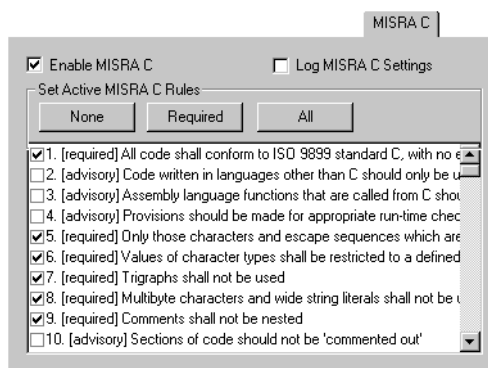 MISRA C
Enable MISRA C
Log MISRA C Settings
Set Active MISRA C Rules
None
Required
All
1. [required] All code shall conform to ISO 9899 standard C, with no
2. [advisory] Code written in languages other than C should only be
3. [advisory] Assembly language functions that are called from C
4. [advisory] Provisions should be made for appropriate run-time
5. [required] Only those characters and escape sequences which are
6. [required] Values of character types shall be restricted to a defined
7. [required] Trigraphs shall not be used
8. [required] Multibyte characters and wide string literals shall not be
9. [required] Comments shall not be nested
10. [advisory] Sections of code should not be 'commented out'